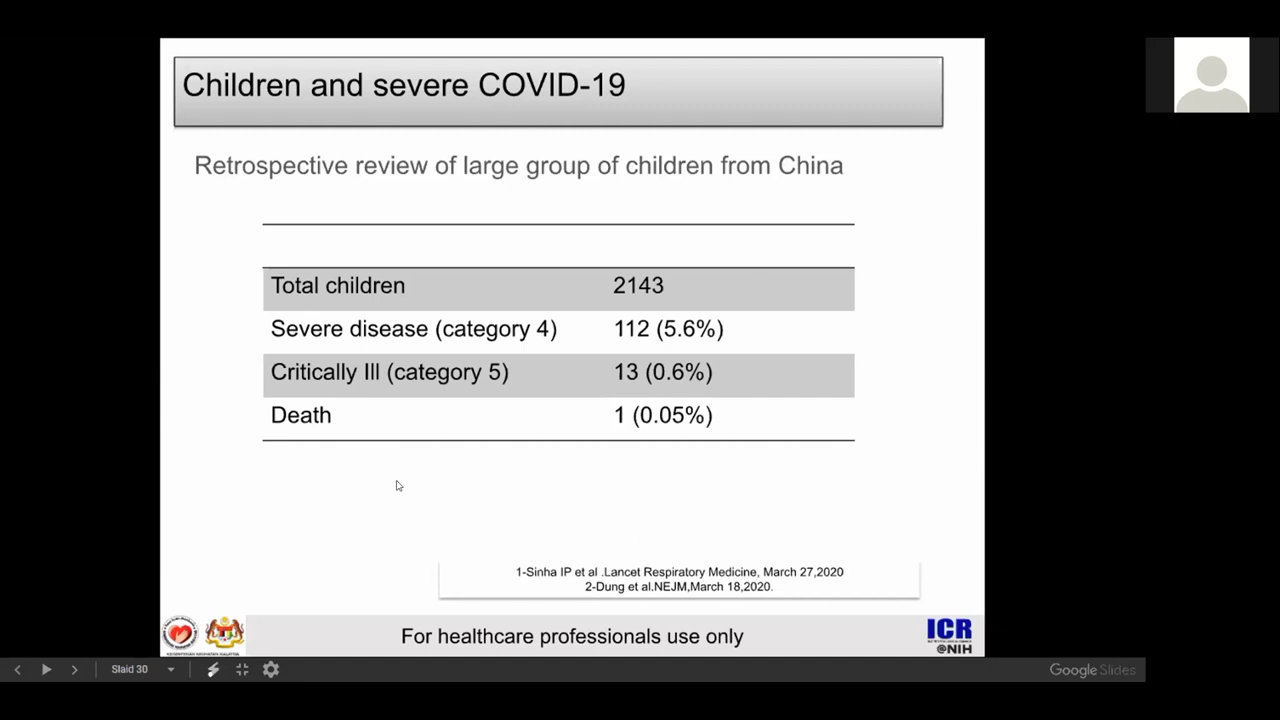 Children and severe COVID-19
Retrospective review of large group of children from China
Total children 2143
Severe disease (category 4) 112 (5.6%)
Critically Ill (category 5) 13 (0.6%)
Death 1 (0.05%)
1-Sinha IP et al .Lancet Respiratory Medicine, March 27,2020
2-Dung et al.NEJM,March 18,2020.
For healthcare professionals use only
ICR
@NIH
Slaid 30
Google Slides